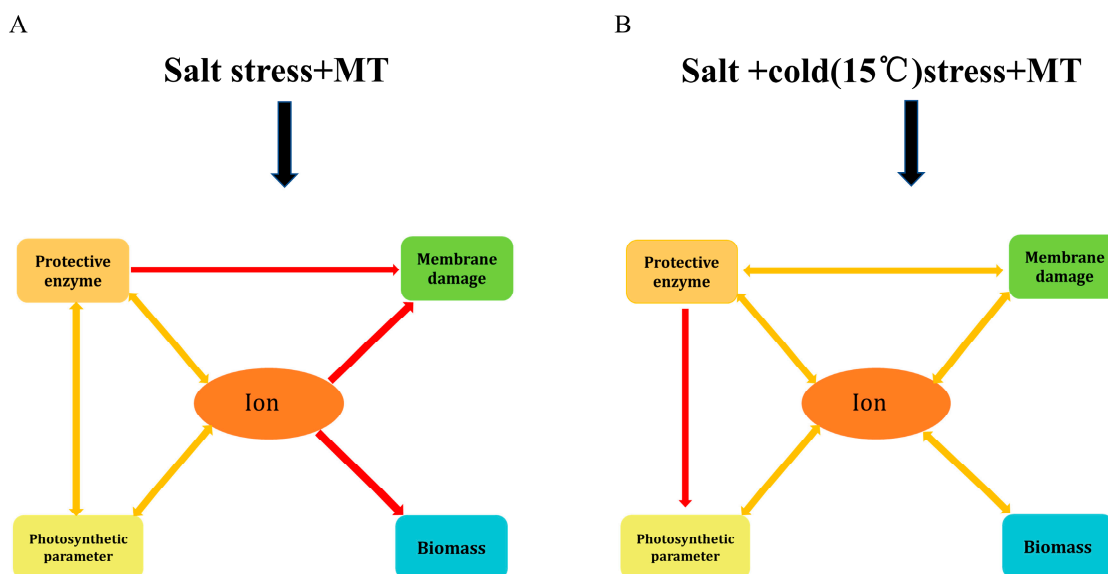 A
Salt stress+MT
Protective
enzyme
Membrane
damage
Ion
Photosynthetic
parameter
Biomass
B
Salt +cold(15℃)stress+MT
Protective
enzyme
Membrane
damage
Ion
Photosynthetic
parameter
Biomass